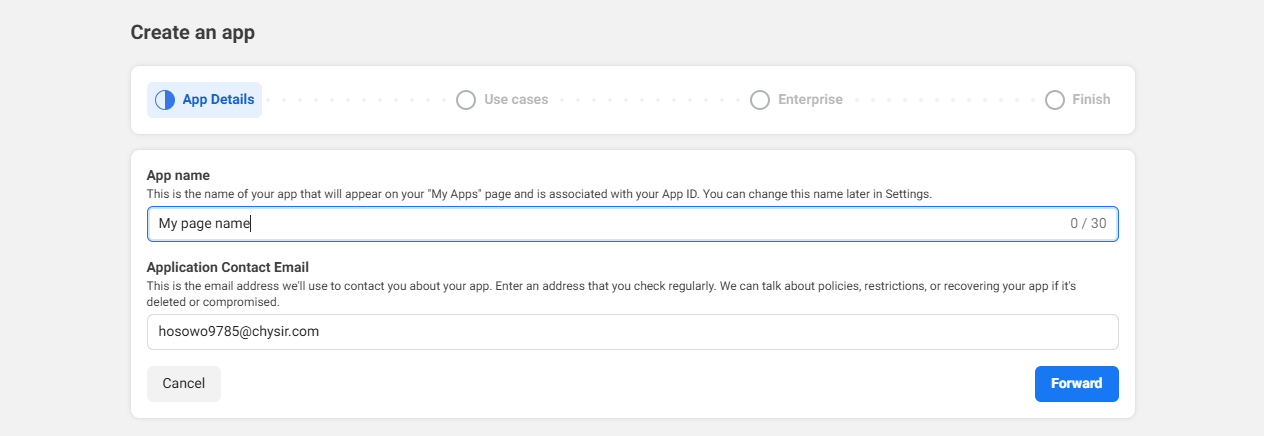 Create an app
App Details
Use cases
Enterprise
Finish
App name
This is the name of your app that will appear on your "My Apps" page and is associated with your App ID. You can change this name later in Settings.
My page name
0 / 30
Application Contact Email
This is the email address we'll use to contact you about your app. Enter an address that you check regularly. We can talk about policies, restrictions, or recovering your app if it's
deleted or compromised.
hosowo9785@chysir.com
Cancel
Forward